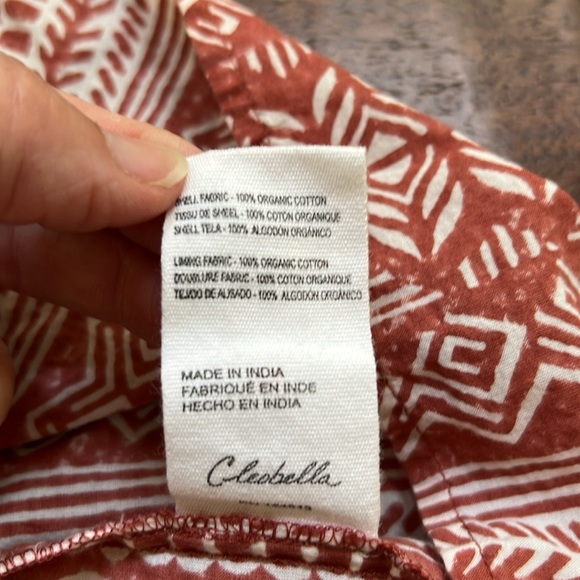 SHELL FABRIC - 100% ORGANIC COTTON
TISSU DE SHEEL - 100% COTON ORGANIQUE
SHELL TELA - 100% ALGODÓN ORGÁNICO
LINING FABRIC- 100% ORGANIC COTTON
DOUBLURE FABRIC - 100% COTON ORGANIQUE
TEJIDO DE ALISADO - 100% ALGODÓN ORGÁNICO
MADE IN INDIA
FABRIQUÉ EN INDE
HECHO EN INDIA
Cleobella